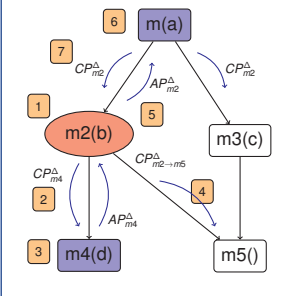 6
m(a)
7
CP^Δ_m2
AP^Δ_m2
CP^Δ_m2
1
5
m2(b)
m3(c)
CP^Δ_m2→m5
CP^Δ_m4
2
4
AP^Δ_m4
3
m4(d)
m5()